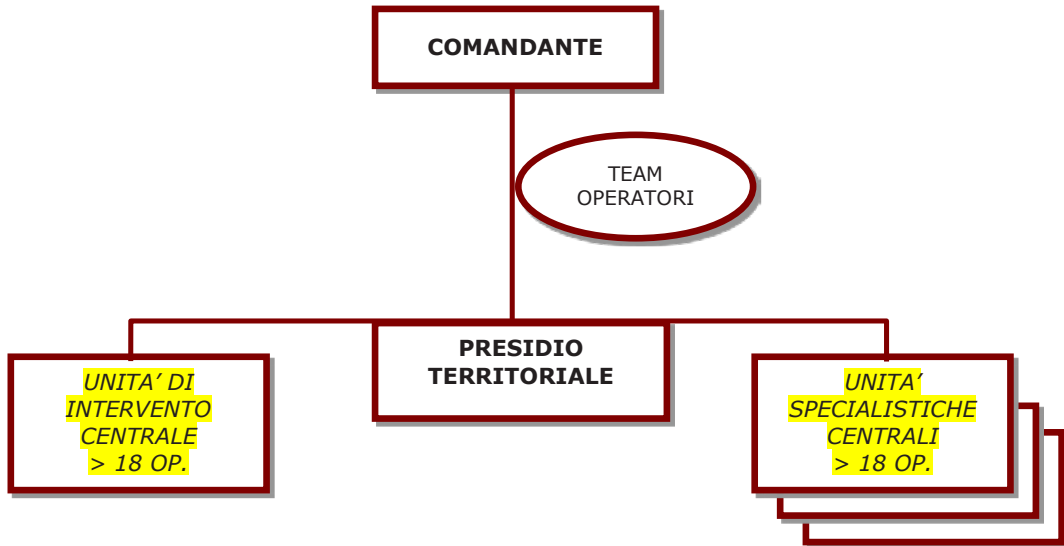 COMANDANTE
TEAM
OPERATORI
PRESIDIO
TERRITORIALE
UNITA’ DI
INTERVENTO
CENTRALE
> 18 OP.
UNITA’
SPECIALISTICHE
CENTRALI
> 18 OP.